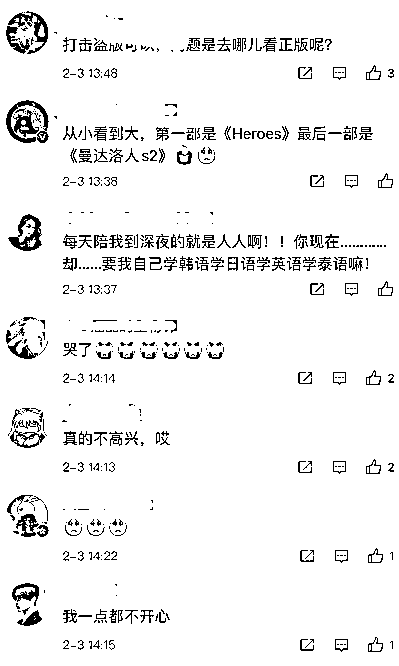 打击盗版可以，题是去哪儿看正版呢？
2-3 13:48
3
从小看到大，第一部是《Heroes》最后一部是
《曼达洛人s2》
2-3 13:38
每天陪我到深夜的就是人人啊！！你现在............
却......要我自己学韩语学日语学英语学泰语嘛！
2-3 13:37
哭了
2-3 14:14
2
真的不高兴，哎
2-3 14:13
2
2-3 14:22
1
我一点都不开心
2-3 14:15
1